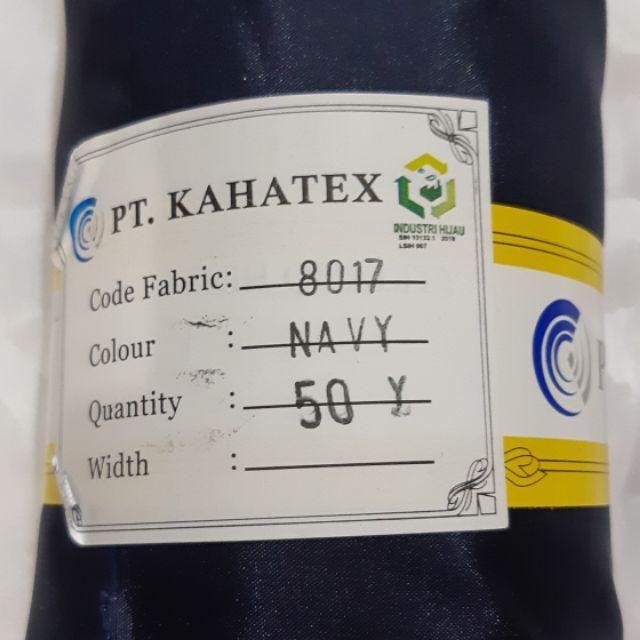 PT. KAHATEX
INDUSTRI HIJAU
Code Fabric: 8017
Colour : NAVY
Quantity : 50 Y
Width :